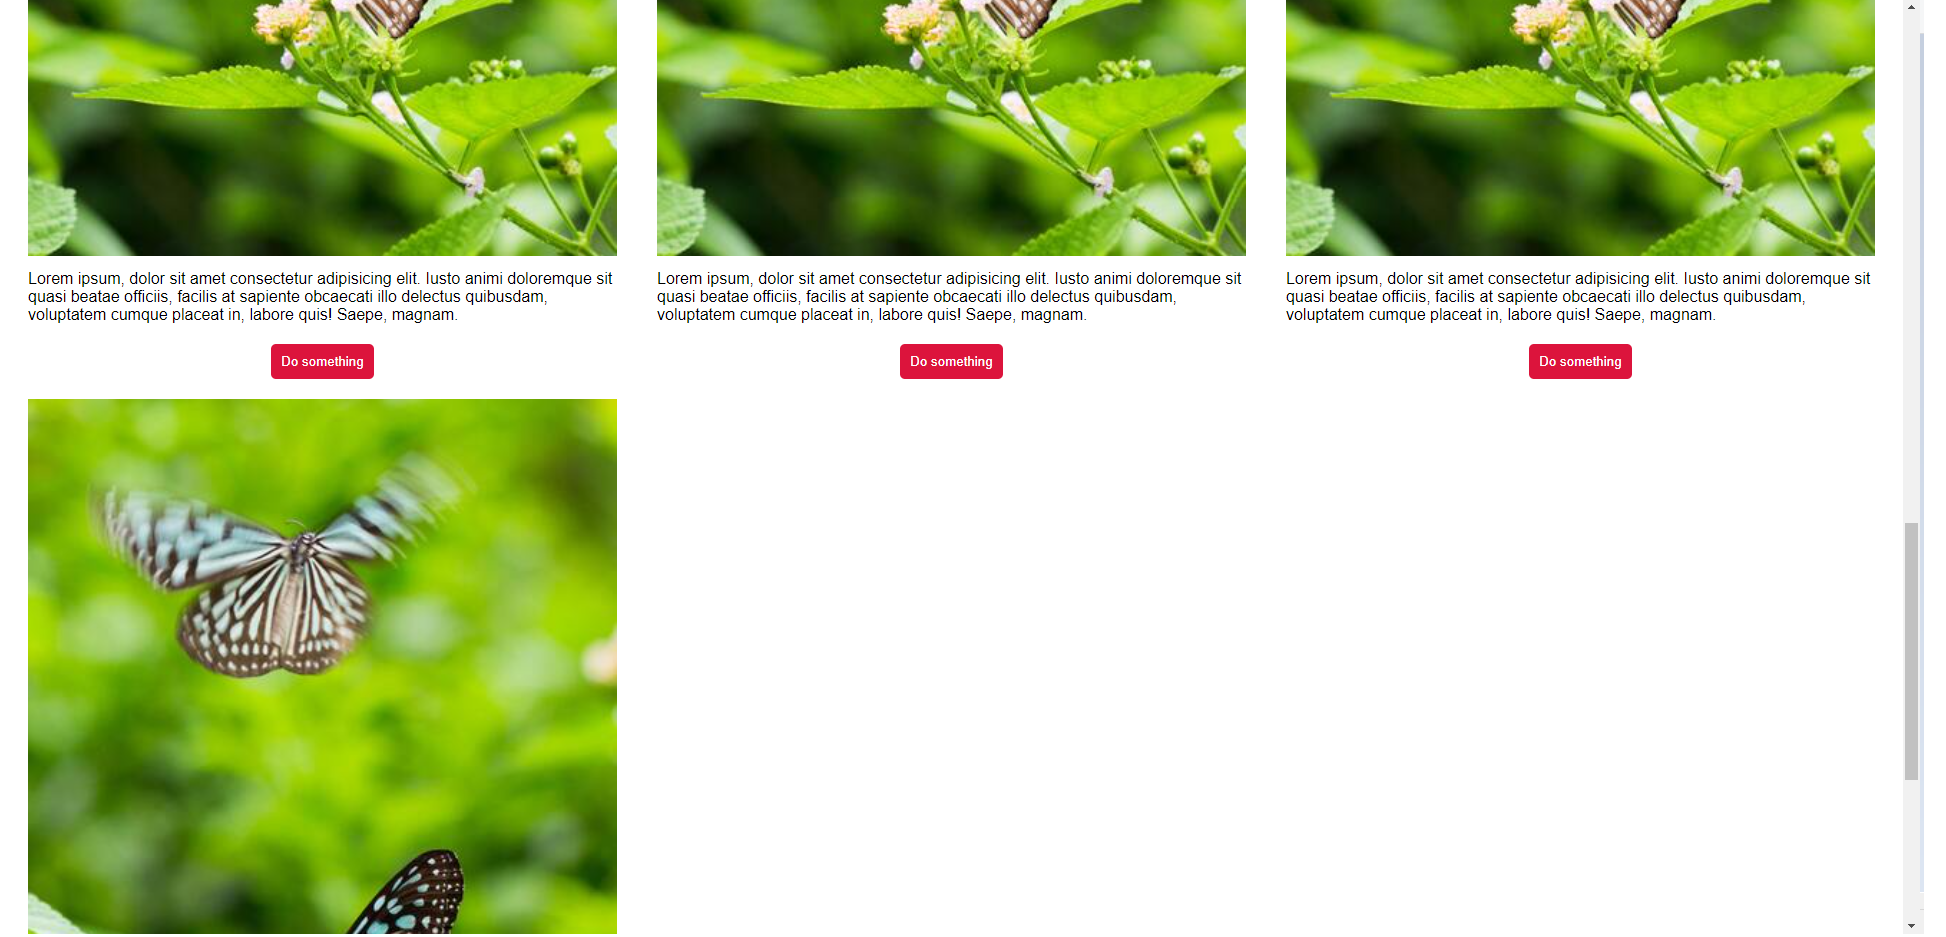 Lorem ipsum, dolor sit amet consectetur adipisicing elit. Iusto animi doloremque sit
quasi beatae officiis, facilis at sapiente obcaecati illo delectus quibusdam,
voluptatem cumque placeat in, labore quis! Saepe, magnam.
Do something
Lorem ipsum, dolor sit amet consectetur adipisicing elit. Iusto animi doloremque sit
quasi beatae officiis, facilis at sapiente obcaecati illo delectus quibusdam,
voluptatem cumque placeat in, labore quis! Saepe, magnam.
Do something
Lorem ipsum, dolor sit amet consectetur adipisicing elit. Iusto animi doloremque sit
quasi beatae officiis, facilis at sapiente obcaecati illo delectus quibusdam,
voluptatem cumque placeat in, labore quis! Saepe, magnam.
Do something